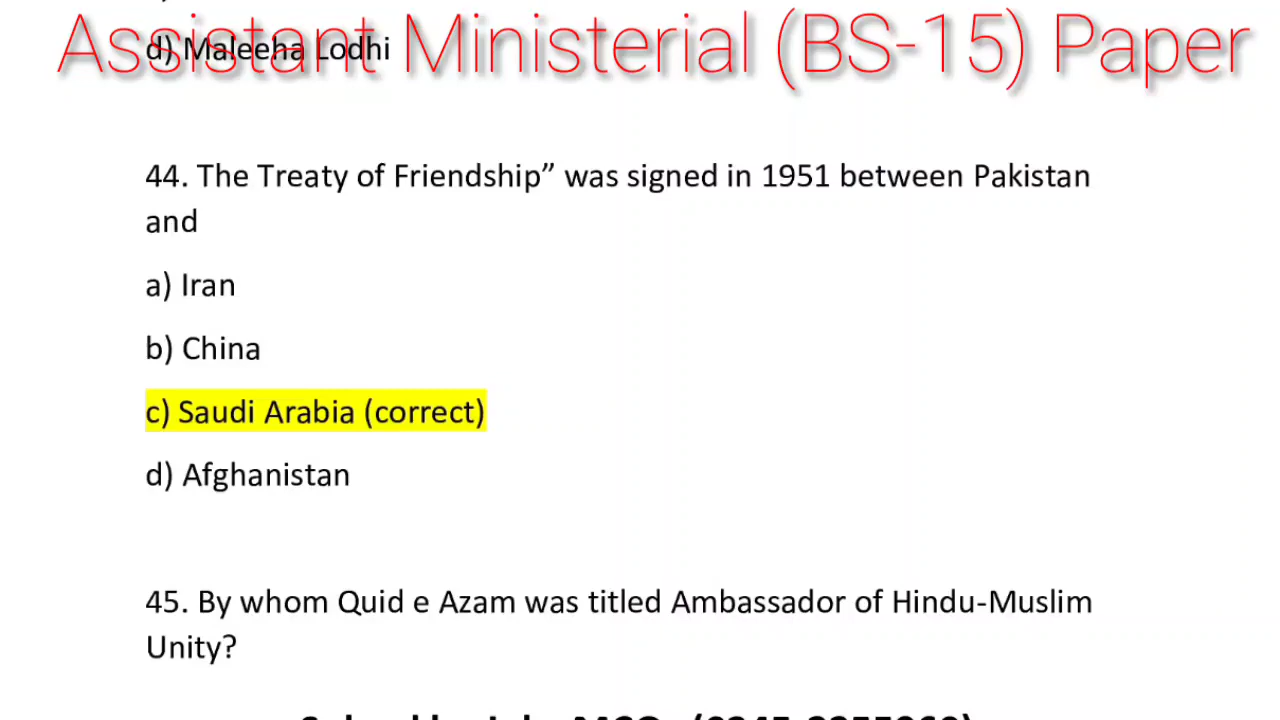 Assistant Ministerial (BS-15) Paper
d) Maleeha Lodhi
44. The Treaty of Friendship” was signed in 1951 between Pakistan
and
a) Iran
b) China
c) Saudi Arabia (correct)
d) Afghanistan
45. By whom Quid e Azam was titled Ambassador of Hindu-Muslim
Unity?